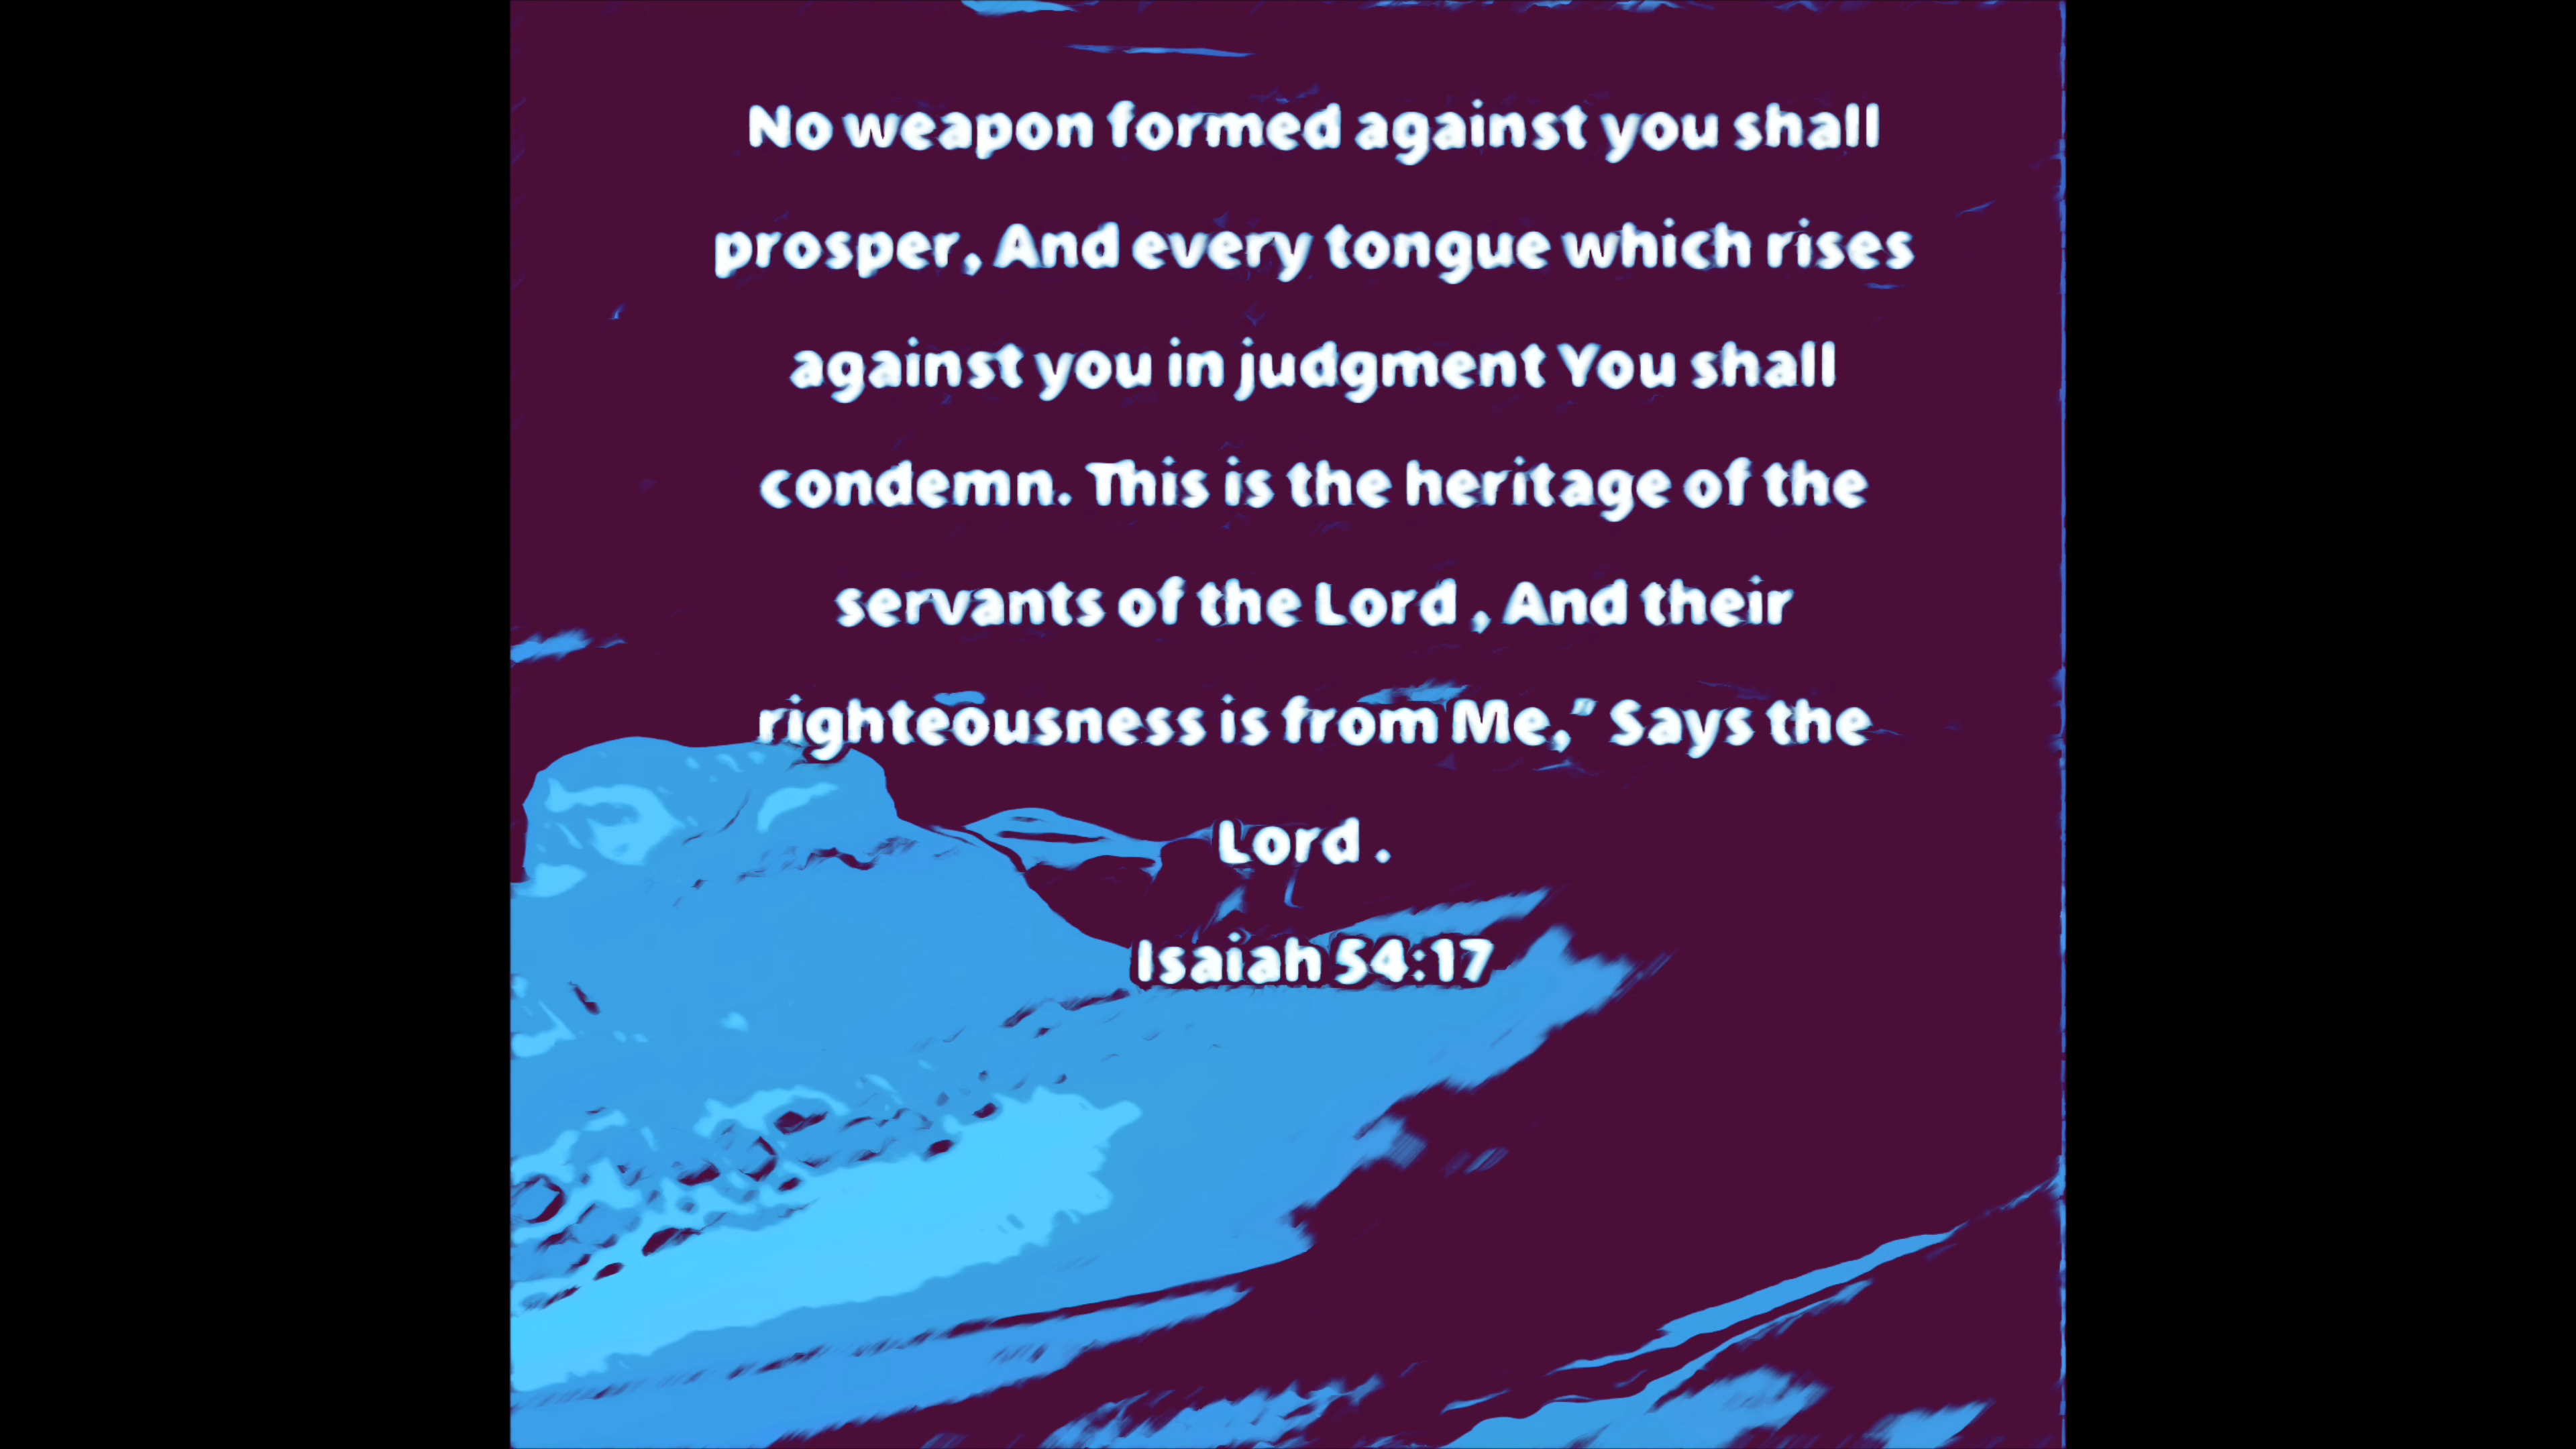 No weapon formed against you shall
prosper, And every tongue which rises
against you in judgment You shall
condemn. This is the heritage of the
servants of the Lord , And their
righteousness is from Me,” Says the
Lord .
Isaiah 54:17